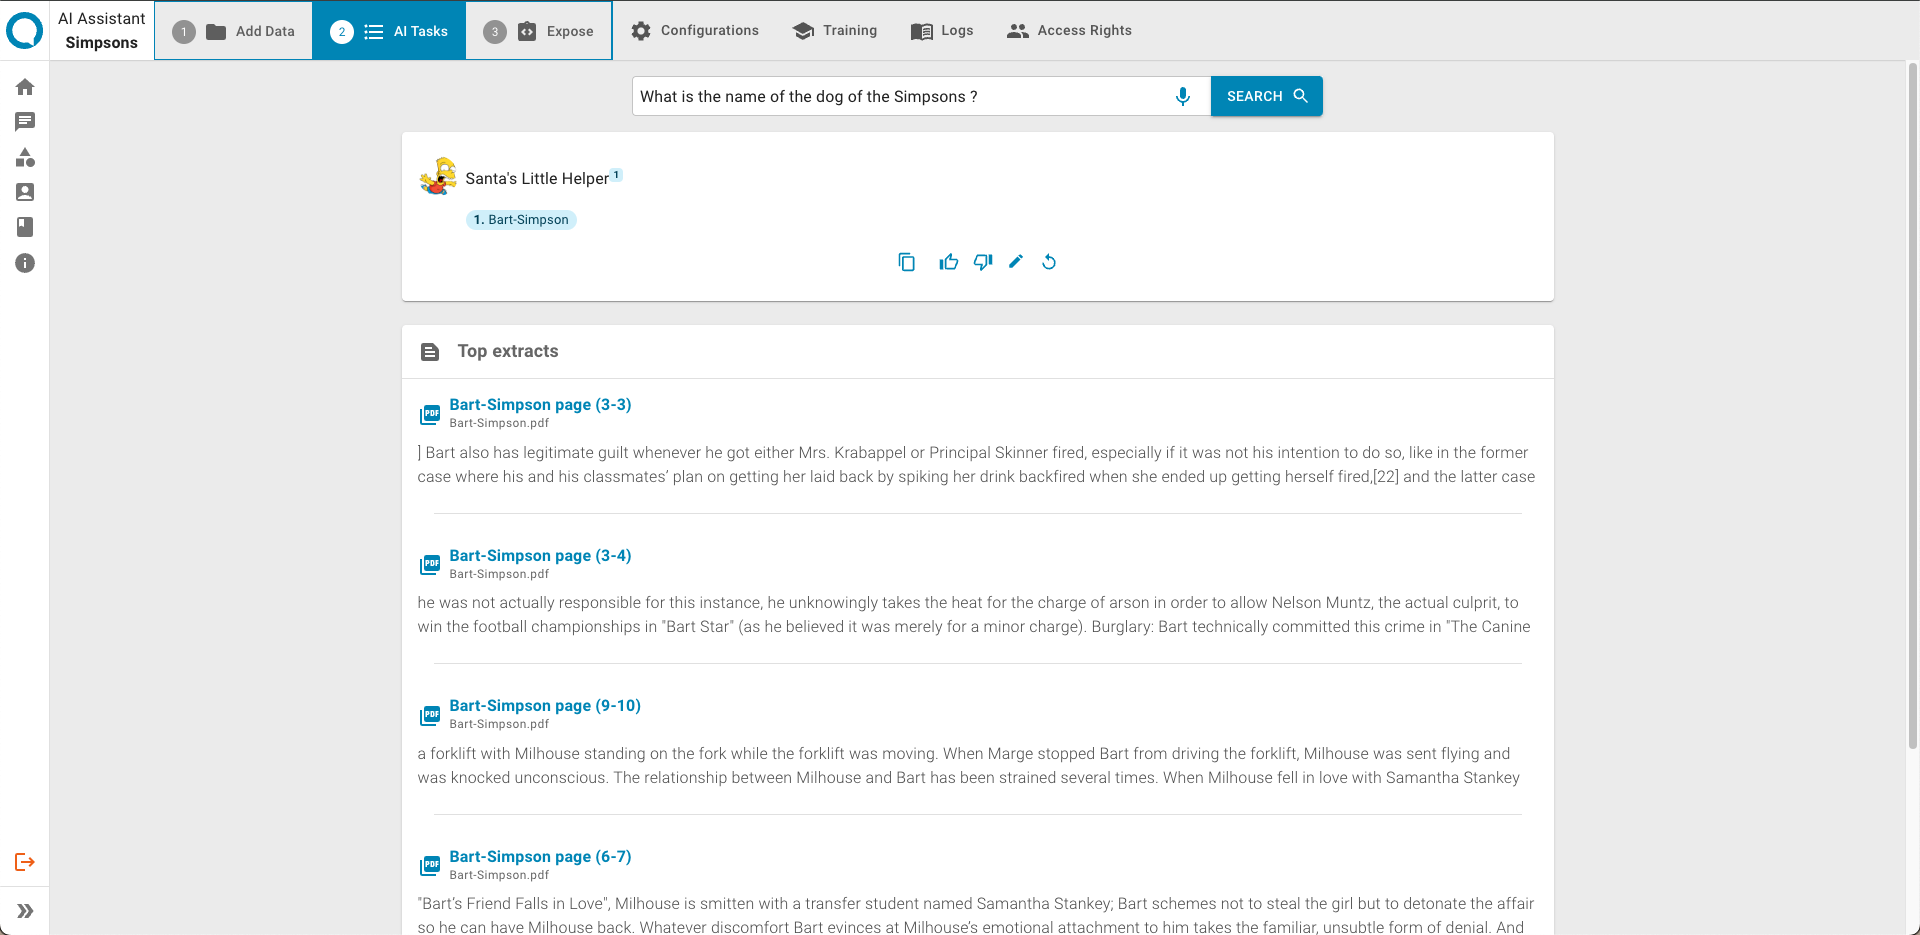 AI Assistant
Simpsons
1 Add Data
2 AI Tasks
3 Expose
Configurations
Training
Logs
Access Rights
What is the name of the dog of the Simpsons ?
SEARCH
Santa's Little Helper 1
1. Bart-Simpson
Top extracts
PDF Bart-Simpson page (3-3)
Bart-Simpson.pdf
] Bart also has legitimate guilt whenever he got either Mrs. Krabappel or Principal Skinner fired, especially if it was not his intention to do so, like in the former
case where his and his classmates’ plan on getting her laid back by spiking her drink backfired when she ended up getting herself fired,[22] and the latter case
PDF Bart-Simpson page (3-4)
Bart-Simpson.pdf
he was not actually responsible for this instance, he unknowingly takes the heat for the charge of arson in order to allow Nelson Muntz, the actual culprit, to
win the football championships in "Bart Star" (as he believed it was merely for a minor charge). Burglary: Bart technically committed this crime in "The Canine
PDF Bart-Simpson page (9-10)
Bart-Simpson.pdf
a forklift with Milhouse standing on the fork while the forklift was moving. When Marge stopped Bart from driving the forklift, Milhouse was sent flying and
was knocked unconscious. The relationship between Milhouse and Bart has been strained several times. When Milhouse fell in love with Samantha Stankey
PDF Bart-Simpson page (6-7)
Bart-Simpson.pdf
"Bart’s Friend Falls in Love", Milhouse is smitten with a transfer student named Samantha Stankey; Bart schemes not to steal the girl but to detonate the affair
so he can have Milhouse back. Whatever discomfort Bart evinces at Milhouse’s emotional attachment to him takes the familiar, unsubtle form of denial. And